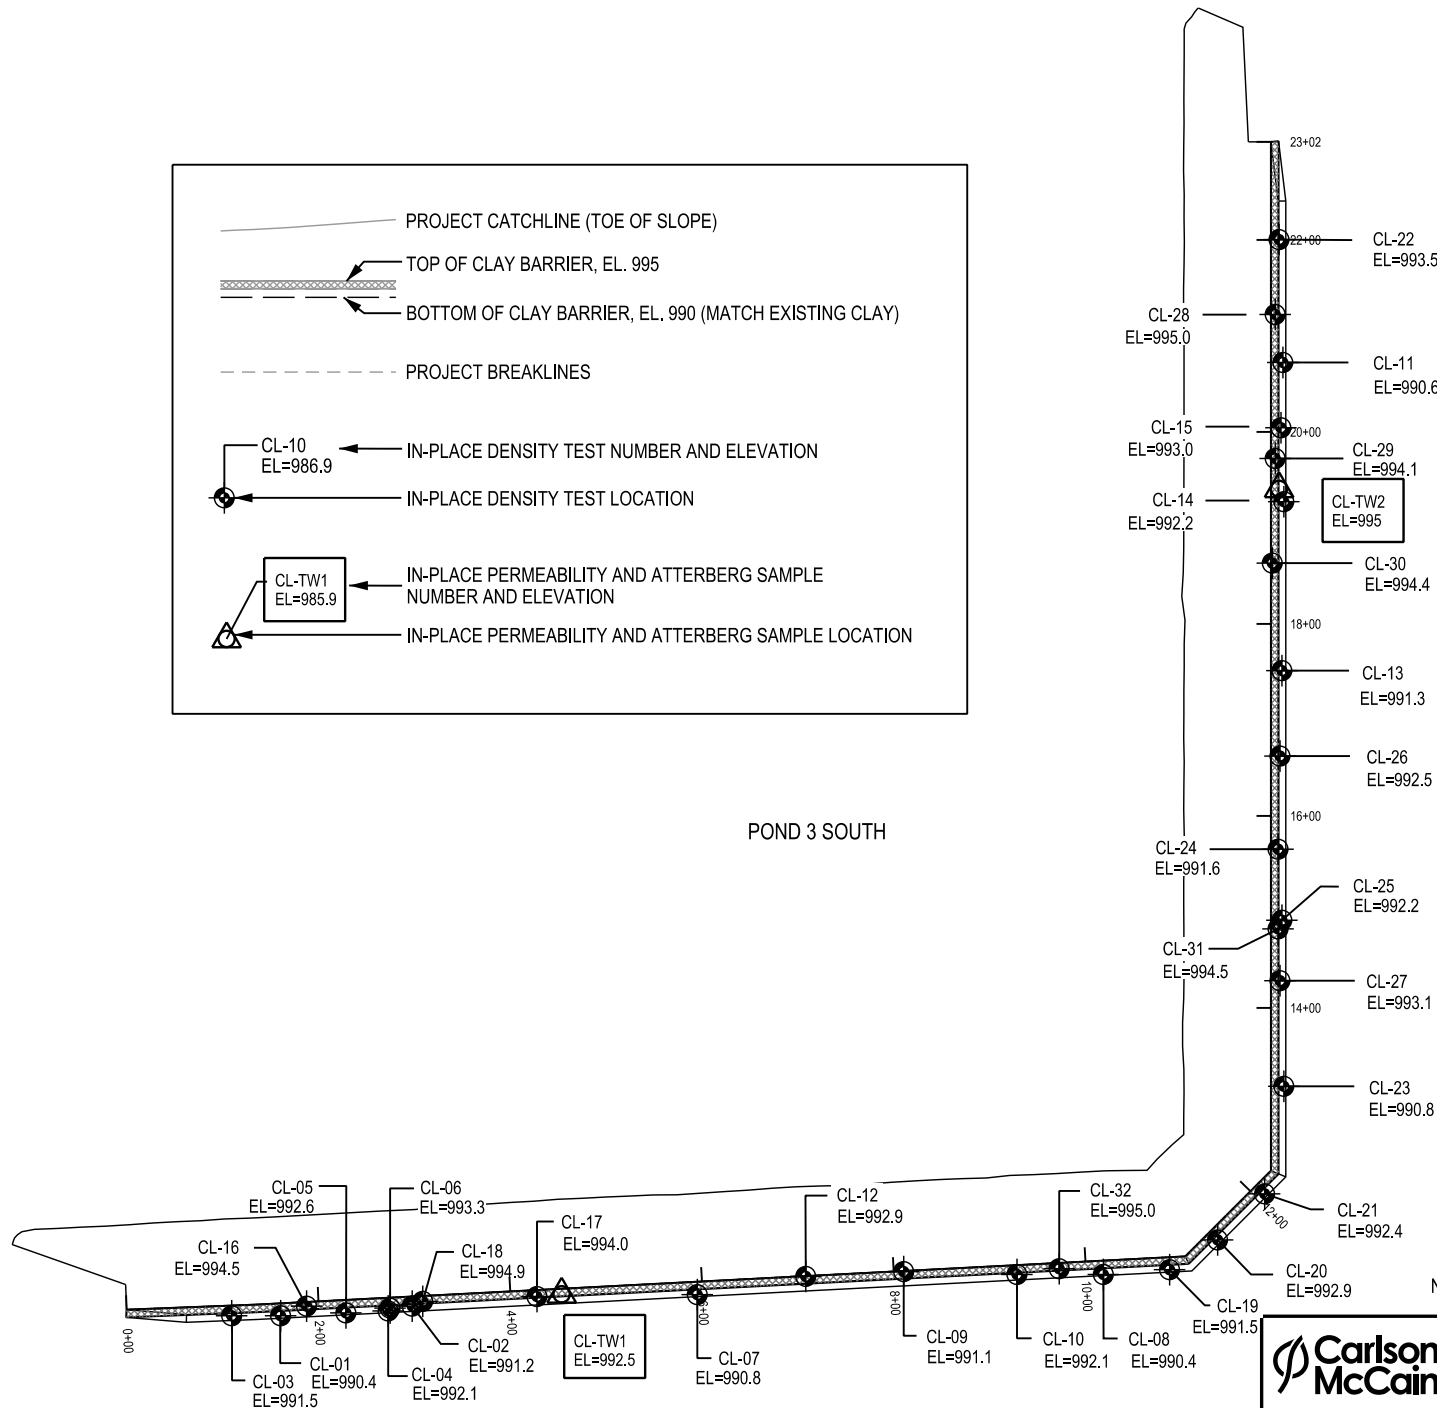 PROJECT CATCHLINE (TOE OF SLOPE)
TOP OF CLAY BARRIER, EL. 995
BOTTOM OF CLAY BARRIER, EL. 990 (MATCH EXISTING CLAY)
PROJECT BREAKLINES
CL-10
EL=986.9
IN-PLACE DENSITY TEST NUMBER AND ELEVATION
IN-PLACE DENSITY TEST LOCATION
CL-TW1
EL=985.9
IN-PLACE PERMEABILITY AND ATTERBERG SAMPLE
NUMBER AND ELEVATION
IN-PLACE PERMEABILITY AND ATTERBERG SAMPLE LOCATION
23+02
22+00
CL-22
EL=993.5
CL-28
EL=995.0
CL-11
EL=990.6
CL-15
EL=993.0
20+00
CL-29
EL=994.1
CL-14
EL=992.2
CL-TW2
EL=995
CL-30
EL=994.4
18+00
CL-13
EL=991.3
CL-26
EL=992.5
16+00
POND 3 SOUTH
CL-24
EL=991.6
CL-25
EL=992.2
CL-31
EL=994.5
CL-27
EL=993.1
14+00
CL-23
EL=990.8
CL-05
EL=992.6
CL-06
EL=993.3
CL-12
EL=992.9
CL-32
EL=995.0
CL-21
EL=992.4
12+00
CL-16
EL=994.5
CL-18
EL=994.9
CL-17
EL=994.0
CL-20
EL=992.9
CL-19
EL=991.5
0+00
2+00
4+00
6+00
8+00
10+00
CL-03
EL=991.5
CL-01
EL=990.4
CL-04
EL=992.1
CL-02
EL=991.2
CL-TW1
EL=992.5
CL-07
EL=990.8
CL-09
EL=991.1
CL-10
EL=992.1
CL-08
EL=990.4
N
Carlson
McCain